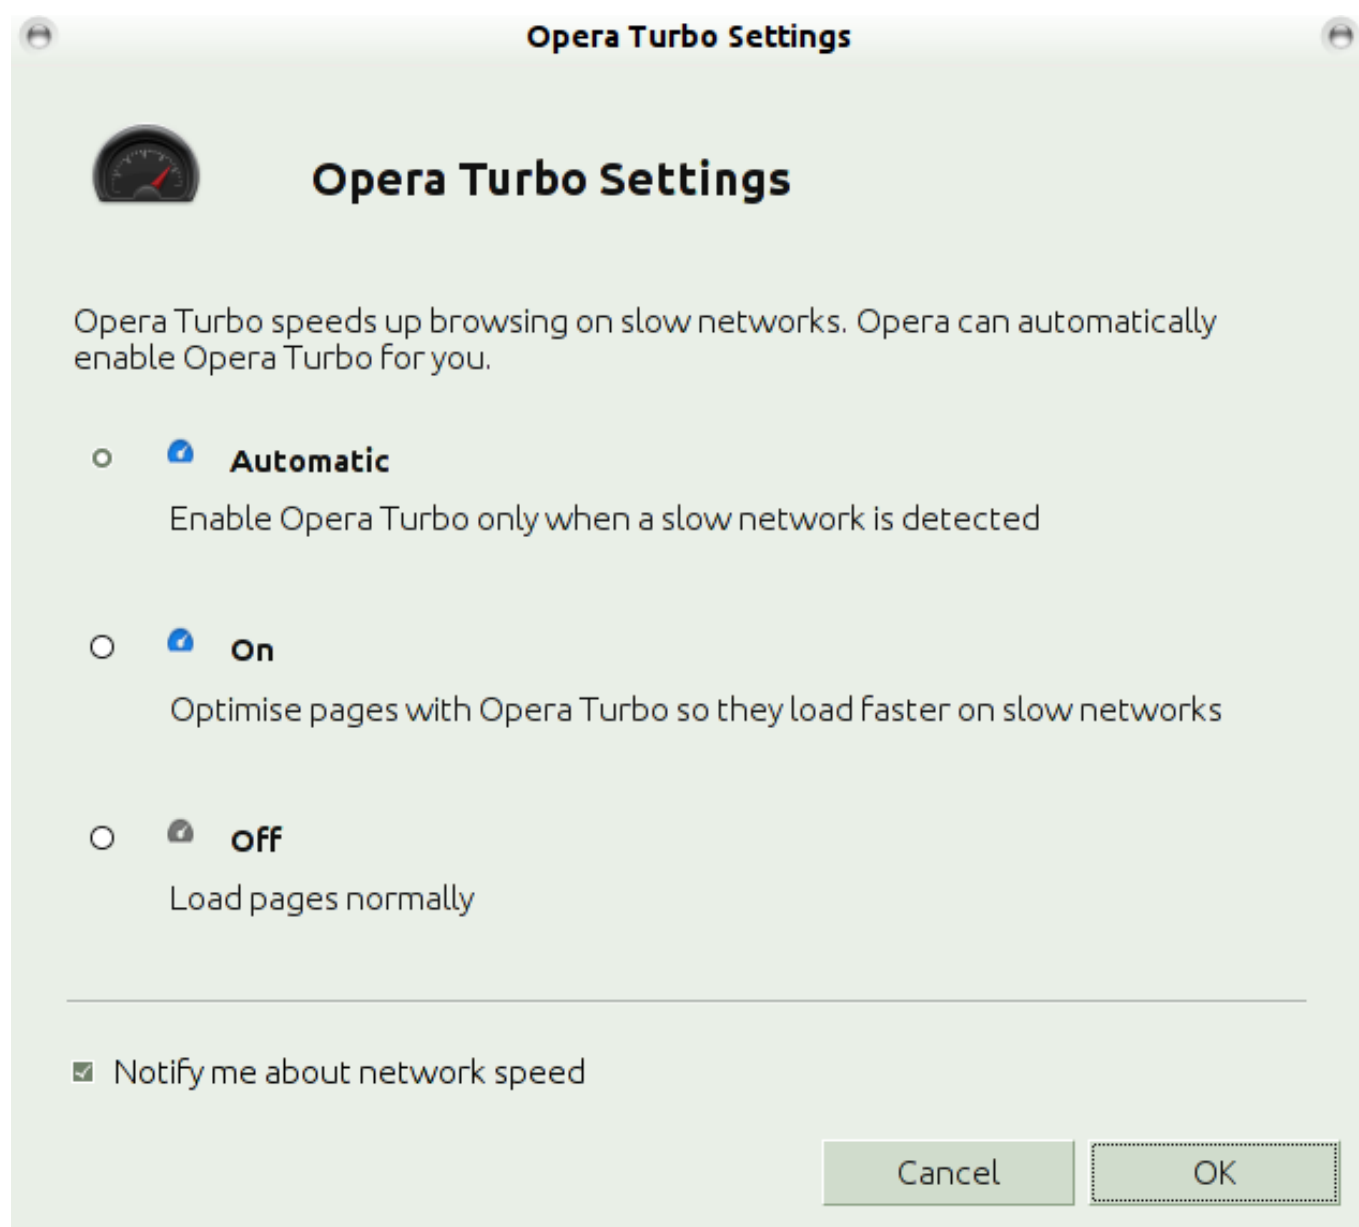 Opera Turbo Settings
Opera Turbo Settings
Opera Turbo speeds up browsing on slow networks. Opera can automatically
enable Opera Turbo for you.
Automatic
Enable Opera Turbo only when a slow network is detected
On
Optimise pages with Opera Turbo so they load faster on slow networks
Off
Load pages normally
Notify me about network speed
Cancel
OK